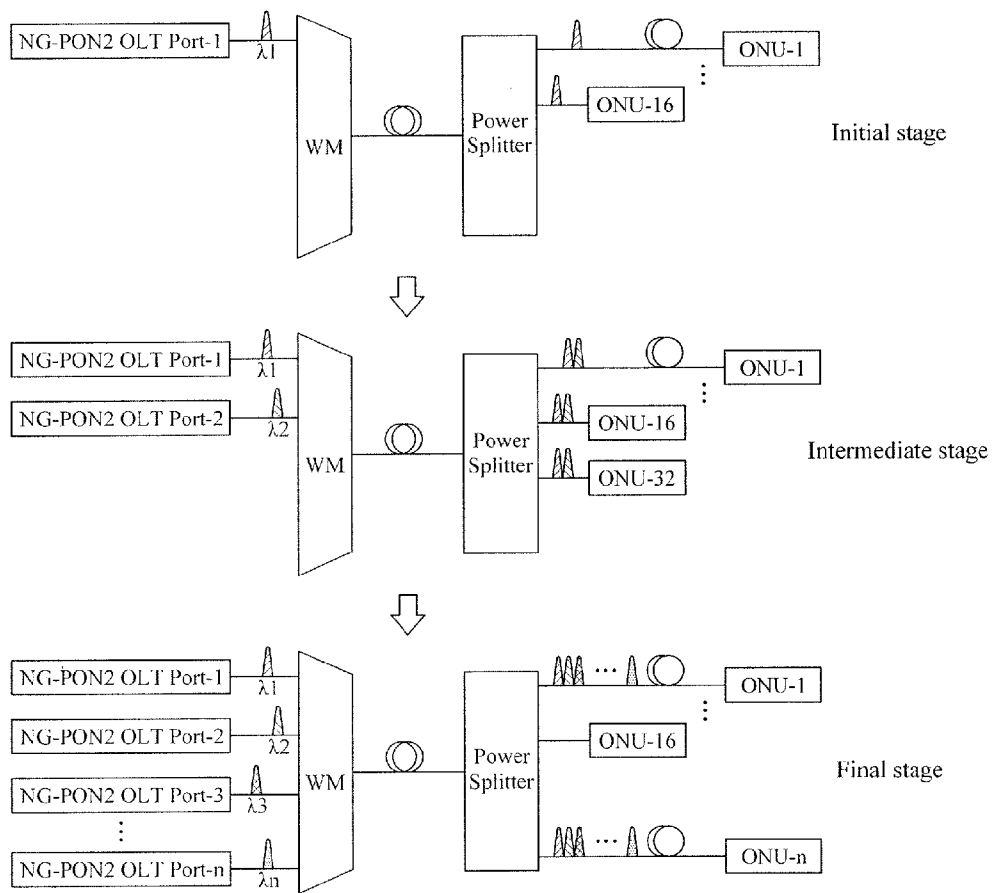 NG-PON2 OLT Port-1
λ1
WM
Power
Splitter
ONU-1
⋮
ONU-16
Initial stage
NG-PON2 OLT Port-1
λ1
NG-PON2 OLT Port-2
λ2
WM
Power
Splitter
ONU-1
⋮
ONU-16
ONU-32
Intermediate stage
NG-PON2 OLT Port-1
λ1
NG-PON2 OLT Port-2
λ2
NG-PON2 OLT Port-3
λ3
⋮
NG-PON2 OLT Port-n
λn
WM
Power
Splitter
...
ONU-1
⋮
ONU-16
...
ONU-n
Final stage